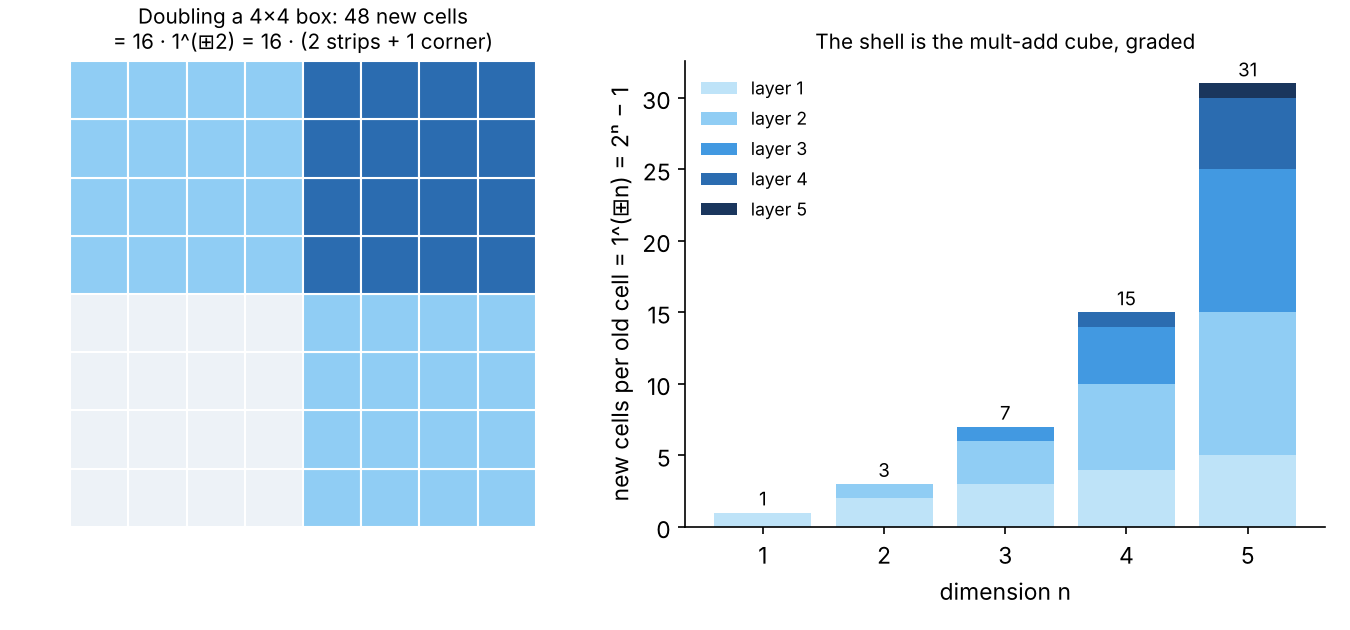 Doubling a 4×4 box: 48 new cells
= 16 · 1^(⊞2) = 16 · (2 strips + 1 corner)
The shell is the mult-add cube, graded
new cells per old cell = 1^(⊞n) = 2ⁿ − 1
30
25
20
15
10
5
0
layer 1
layer 2
layer 3
layer 4
layer 5
1
3
7
15
31
1
2
3
4
5
dimension n